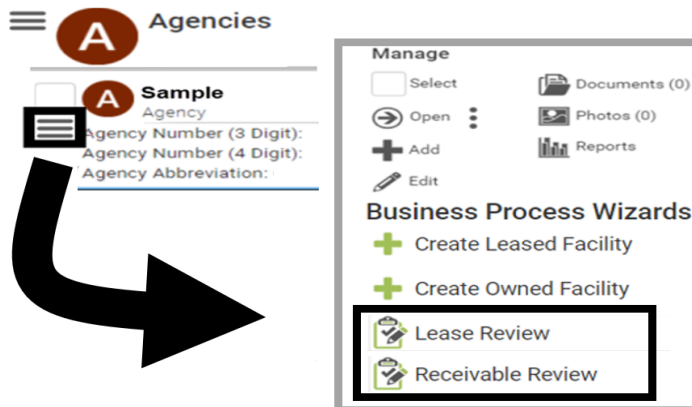 A
Agencies
A
Sample
Agency
Agency Number (3 Digit):
Agency Number (4 Digit):
Agency Abbreviation:
Manage
Select
Documents (0)
Open
Photos (0)
Add
Reports
Edit
Business Process Wizards
Create Leased Facility
Create Owned Facility
Lease Review
Receivable Review